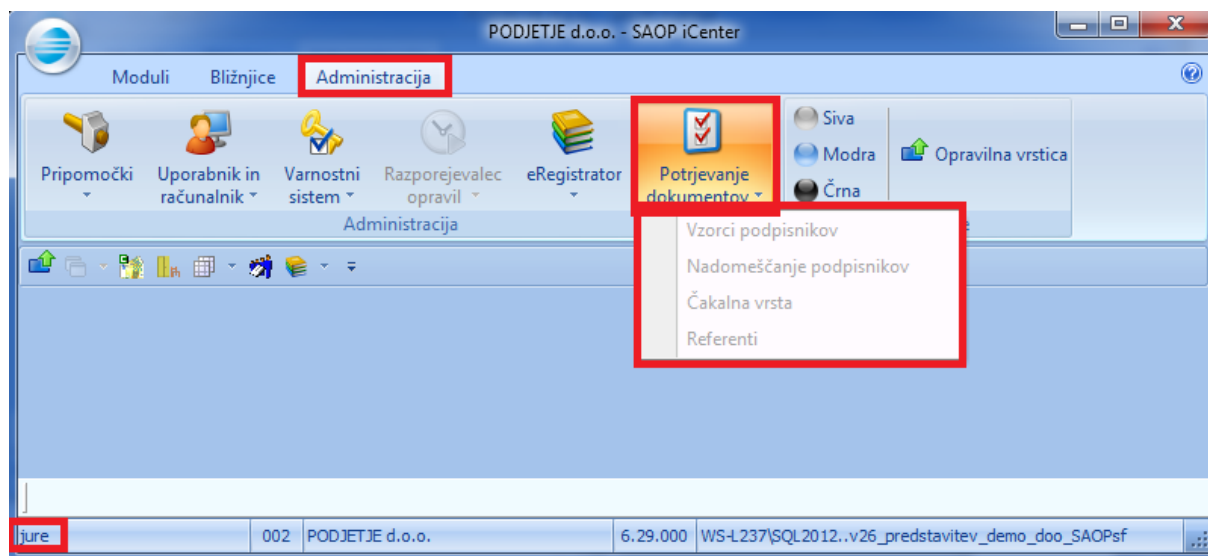 PODJETJE d.o.o. - SAOP iCenter
Moduli Bližnjice Administracija
Pripomočki
Uporabnik in računalnik
Varnostni sistem
Razporejevalec opravil
eRegistrator
Potrjevanje dokumentov
Siva
Modra
Črna
Opravilna vrstica
Administracija
Vzorci podpisnikov
Nadomeščanje podpisnikov
Čakalna vrsta
Referenti
jure 002 PODJETJE d.o.o. 6.29.000 WS-L237\SQL2012..v26_predstavitev_demo_doo_SAOPsf